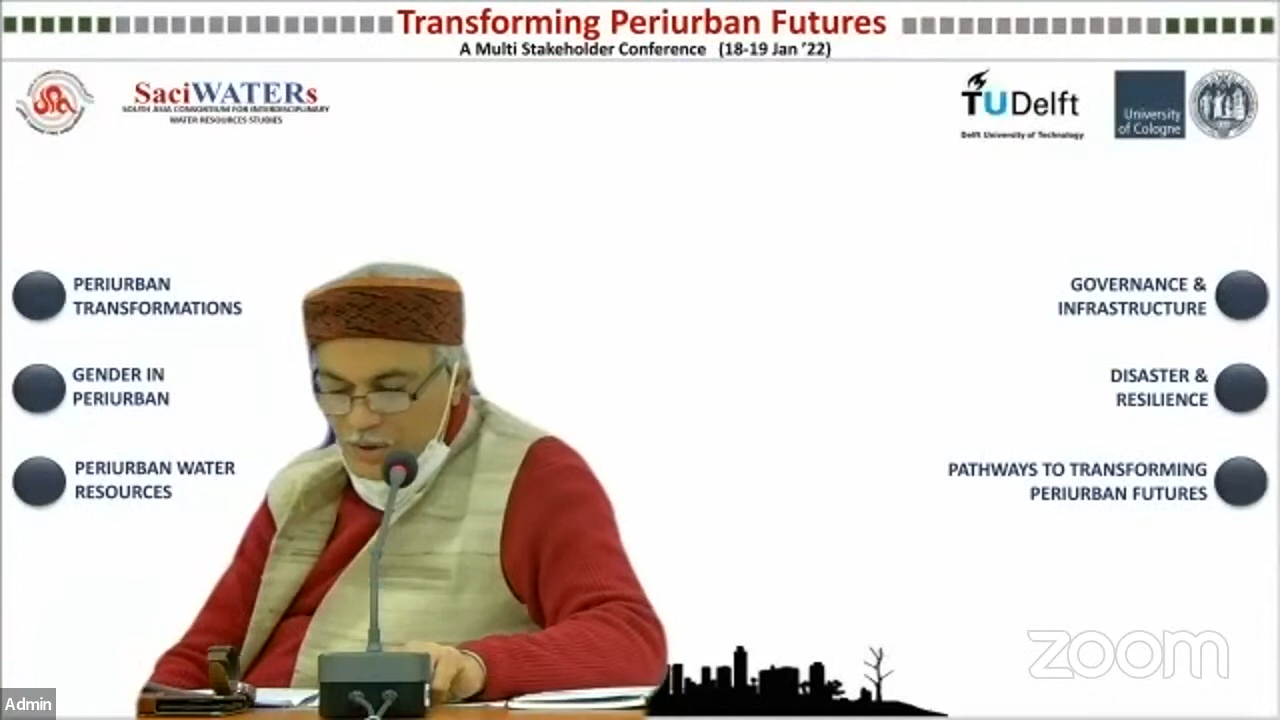 Transforming Periurban Futures
A Multi Stakeholder Conference (18-19 Jan '22)
SaciWATERs
SOUTH ASIA CONSORTIUM FOR INTERDISCIPLINARY
WATER RESOURCES STUDIES
TUDelft
Delft University of Technology
University
of Cologne
PERIURBAN
TRANSFORMATIONS
GENDER IN
PERIURBAN
PERIURBAN WATER
RESOURCES
GOVERNANCE &
INFRASTRUCTURE
DISASTER &
RESILIENCE
PATHWAYS TO TRANSFORMING
PERIURBAN FUTURES
zoom
Admin